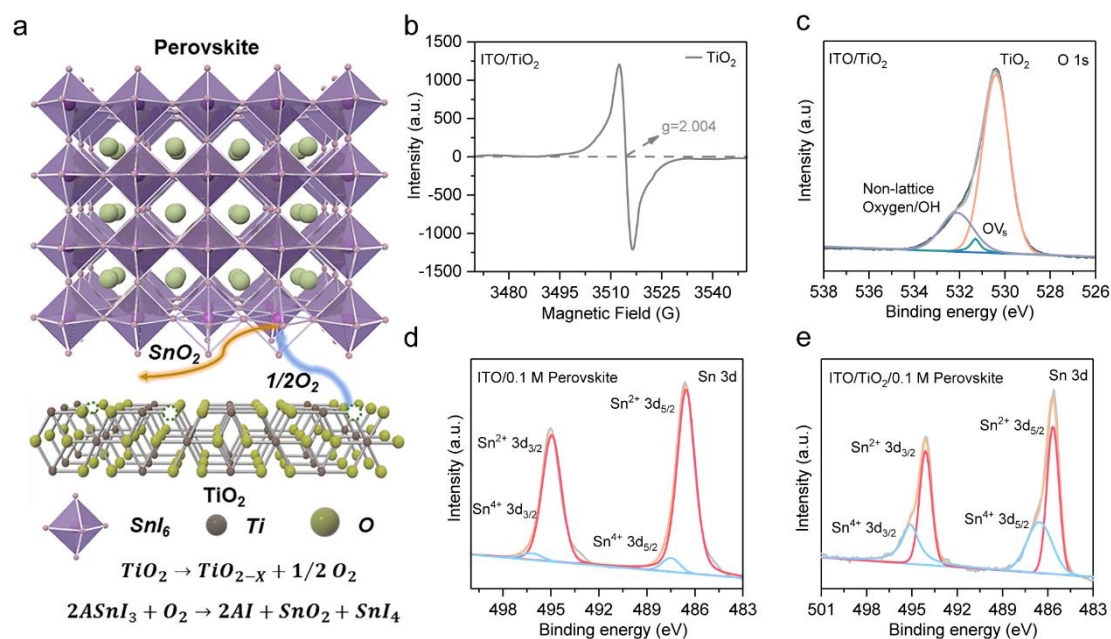 a
Perovskite
SnO₂
1/2O₂
TiO₂
SnI₆
Ti
O
TiO₂ → TiO₂₋ₓ + 1/2 O₂
2ASnI₃ + O₂ → 2AI + SnO₂ + SnI₄
b
ITO/TiO₂
TiO₂
g=2.004
1500
1000
500
0
-500
-1000
-1500
Intensity (a.u.)
3480 3495 3510 3525 3540
Magnetic Field (G)
c
ITO/TiO₂
TiO₂
O 1s
Non-lattice
Oxygen/OH
OVₛ
Intensity (a.u)
538 536 534 532 530 528 526
Binding energy (eV)
d
ITO/0.1 M Perovskite
Sn 3d
Sn²⁺ 3d₅/₂
Sn²⁺ 3d₃/₂
Sn⁴⁺ 3d₃/₂
Sn⁴⁺ 3d₅/₂
Intensity (a.u.)
498 495 492 489 486 483
Binding energy (eV)
e
ITO/TiO₂/0.1 M Perovskite
Sn 3d
Sn²⁺ 3d₅/₂
Sn²⁺ 3d₃/₂
Sn⁴⁺ 3d₃/₂
Sn⁴⁺ 3d₅/₂
Intensity (a.u.)
501 498 495 492 489 486 483
Binding energy (eV)